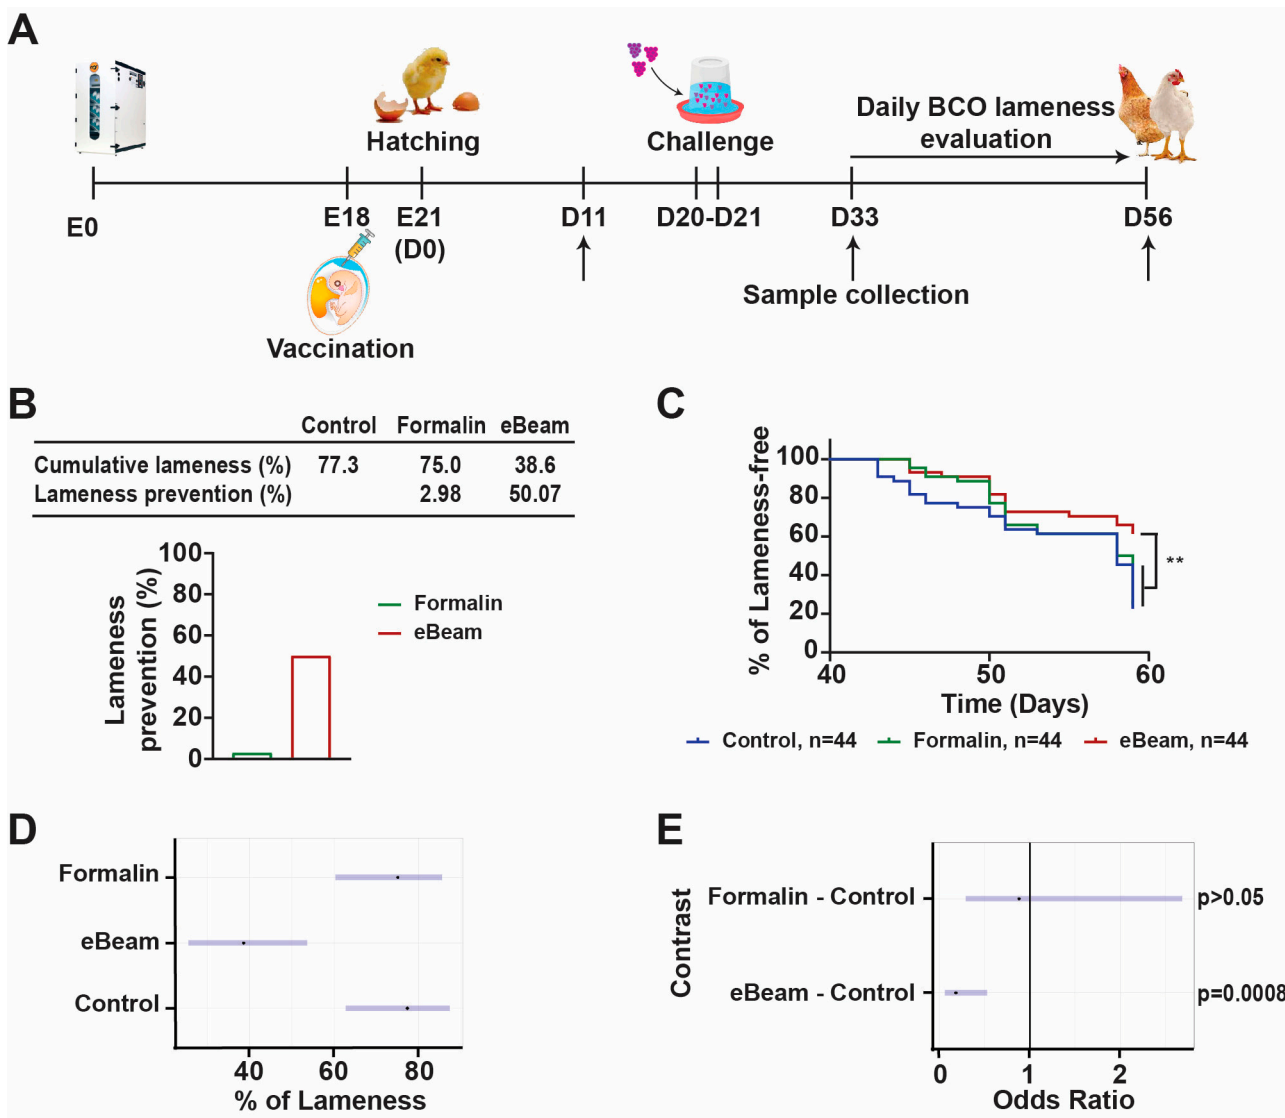 A
Hatching
Challenge
Daily BCO lameness
evaluation
E0
E18
E21
(D0)
D11
D20-D21
D33
D56
Sample collection
Vaccination
B
Control Formalin eBeam
Cumulative lameness (%) 77.3 75.0 38.6
Lameness prevention (%) 2.98 50.07
Lameness
prevention (%)
100
80
60
40
20
0
Formalin
eBeam
C
% of Lameness-free
100
80
60
40
20
0
40 50 60
Time (Days)
**
Control, n=44 Formalin, n=44 eBeam, n=44
D
Formalin
eBeam
Control
40 60 80
% of Lameness
E
Contrast
Formalin - Control p>0.05
eBeam - Control p=0.0008
0 1 2
Odds Ratio